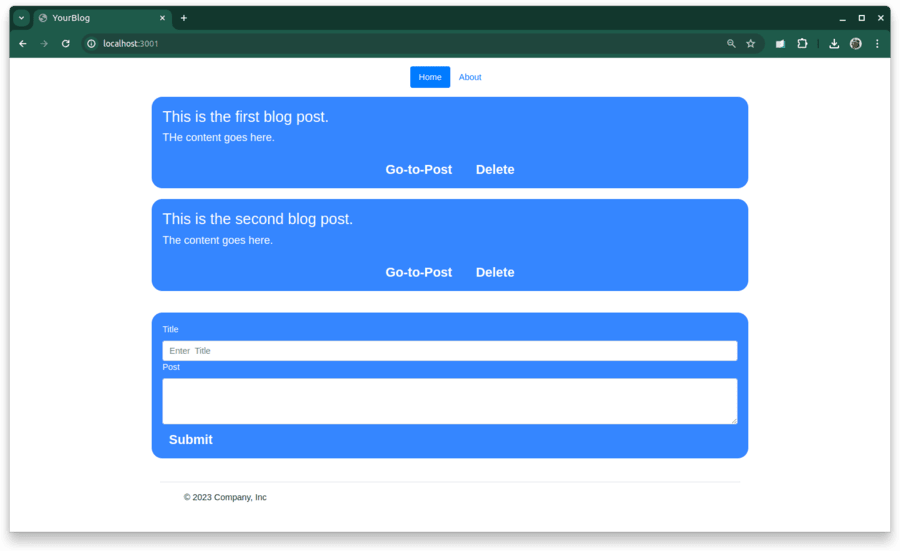 YourBlog
localhost:3001
Home About
This is the first blog post.
THe content goes here.
Go-to-Post Delete
This is the second blog post.
The content goes here.
Go-to-Post Delete
Title
Enter Title
Post
Submit
© 2023 Company, Inc